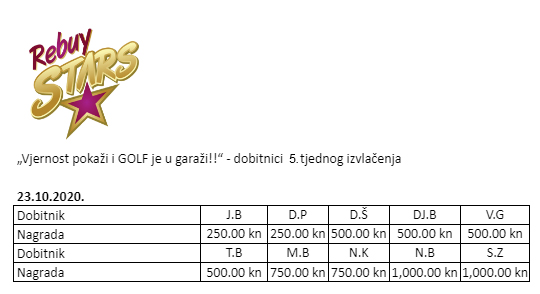 Rebuy
STARS
„Vjernost pokaži i GOLF je u garaži!!“ - dobitnici 5.tjednog izvlačenja
23.10.2020.
Dobitnik J.B D.P D.Š DJ.B V.G
Nagrada 250.00 kn 250.00 kn 500.00 kn 500.00 kn 500.00 kn
Dobitnik T.B M.B N.K N.B S.Z
Nagrada 500.00 kn 750.00 kn 750.00 kn 1,000.00 kn 1,000.00 kn